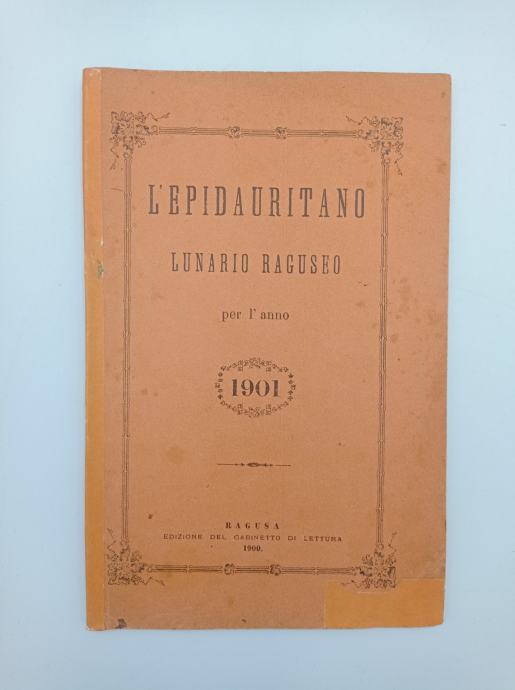 L'EPIDAURITANO
LUNARIO RAGUSEO
per l'anno
1901
RAGUSA
EDIZIONE DEL GABINETTO DI LETTURA
1900.